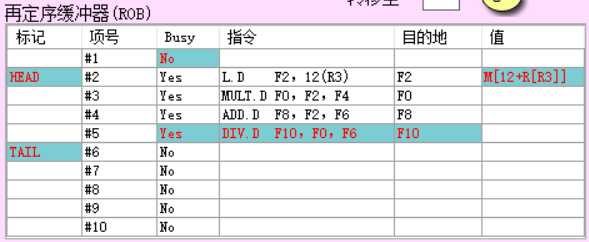 再定序缓冲器(ROB)
标记 项号 Busy 指令 目的地 值
#1 No
HEAD #2 Yes L.D F2, 12(R3) F2 M[12+R[R3]]
#3 Yes MULT.D F0, F2, F4 F0
#4 Yes ADD.D F8, F2, F6 F8
#5 Yes DIV.D F10, F0, F6 F10
TAIL #6 No
#7 No
#8 No
#9 No
#10 No